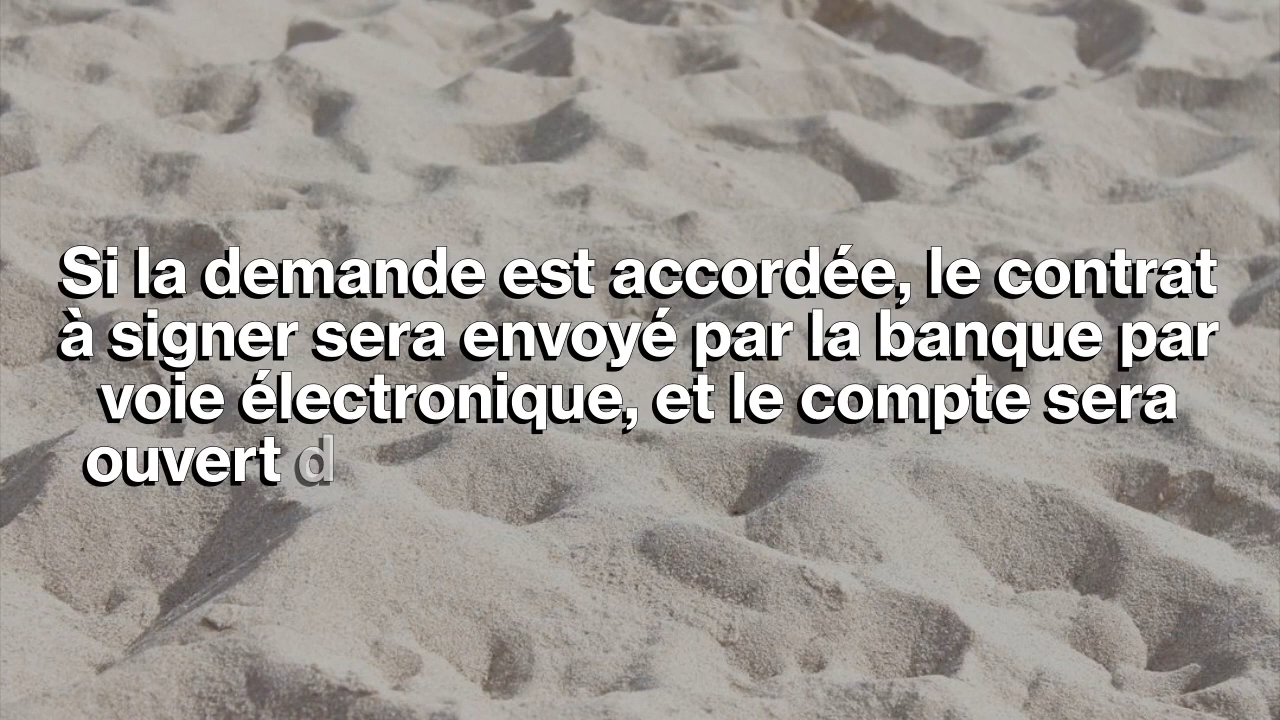 Si la demande est accordée, le contrat
à signer sera envoyé par la banque par
voie électronique, et le compte sera
ouvert d